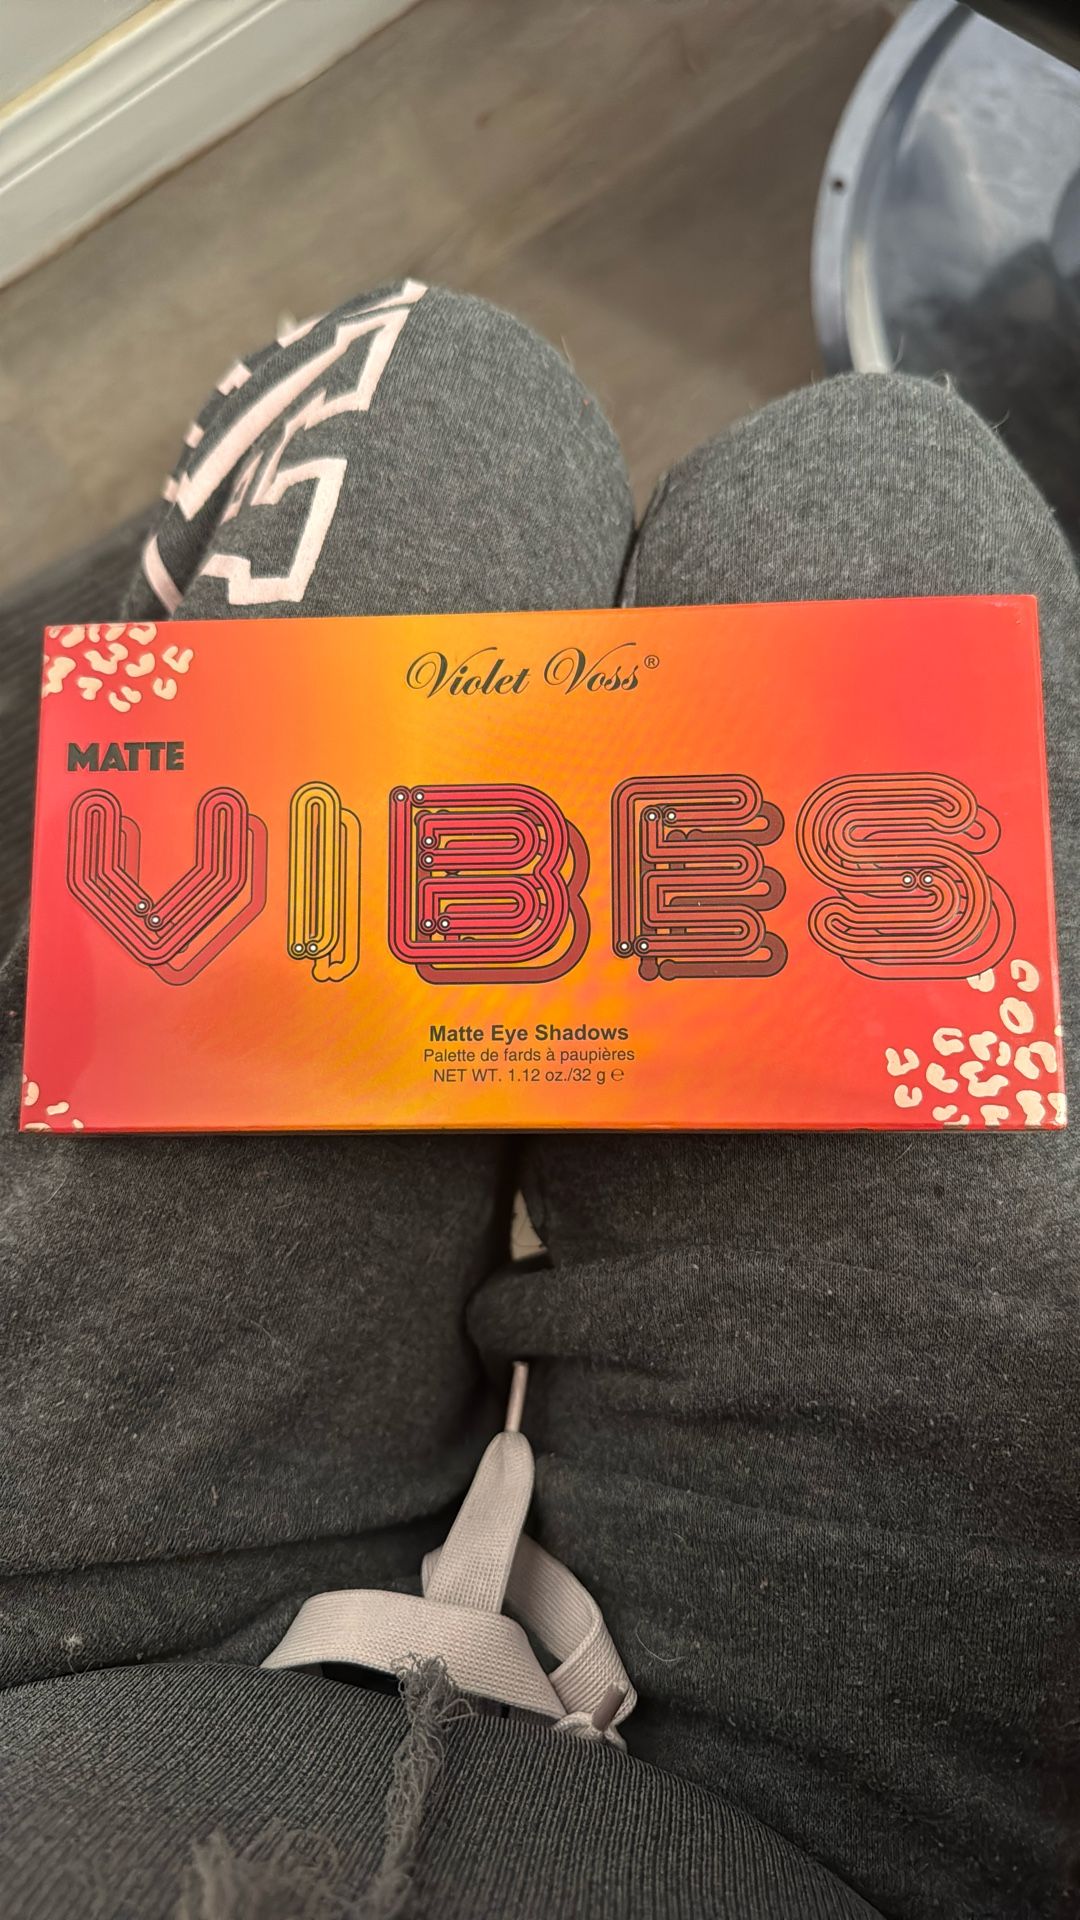 Violet Voss®
MATTE
VIBES
Matte Eye Shadows
Palette de fards à paupières
NET WT. 1.12 oz./32 g ℮